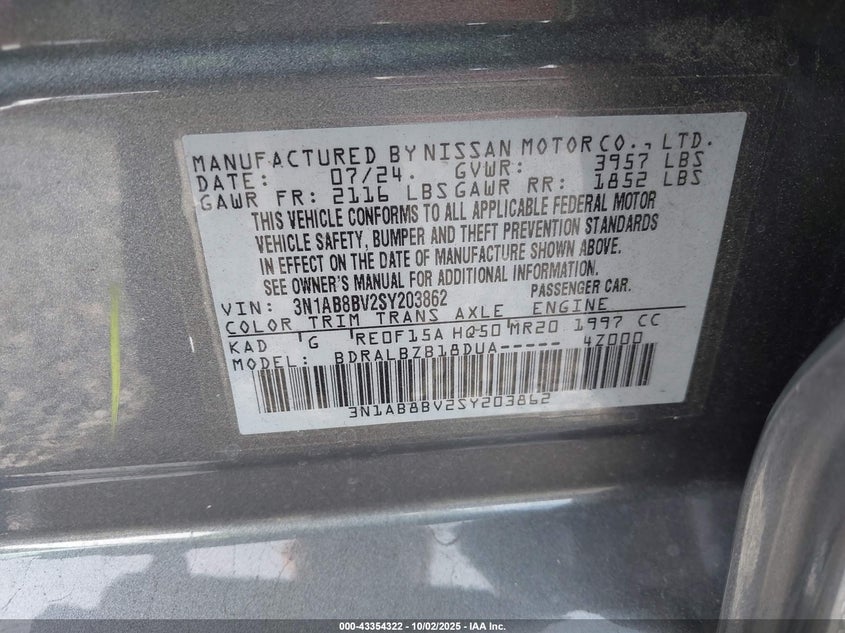 MANUFACTURED BY NISSAN MOTOR CO., LTD.
DATE: 07/24. GVWR: 3957 LBS
GAWR FR: 2116 LBS GAWR RR: 1852 LBS
THIS VEHICLE CONFORMS TO ALL APPLICABLE FEDERAL MOTOR
VEHICLE SAFETY, BUMPER AND THEFT PREVENTION STANDARDS
IN EFFECT ON THE DATE OF MANUFACTURE SHOWN ABOVE.
SEE OWNER'S MANUAL FOR ADDITIONAL INFORMATION.
PASSENGER CAR.
VIN: 3N1AB8BV2SY203862
COLOR TRIM TRANS AXLE ENGINE
KAD G RE0F15A HQ50 MR20 1997 CC
MODEL: BDRALBZB18DUA----- 4Z000
3N1AB8BV2SY203862
000-43354322 - 10/02/2025 - IAA Inc.